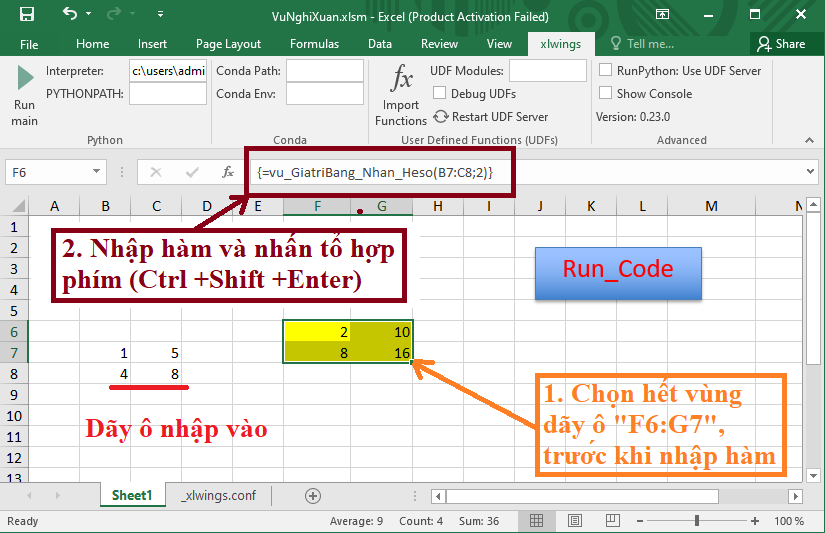 VuNghiXuan.xlsm - Excel (Product Activation Failed)
File Home Page Layout Formulas Data Review View xlwings Tell me... Share
Run main
Interpreter: c:\users\admi
PYTHONPATH:
Python
Conda Path:
Conda Env:
Conda
fx
Import Functions
UDF Modules:
Debug UDFs
Restart UDF Server
User Defined Functions (UDFs)
RunPython: Use UDF Server
Show Console
Version: 0.23.0
Advanced
F6 fx {=vu_GiatriBang_Nhan_Heso(B7:C8;2)}
A B C D E F G H I J K L M N
1
2
3
4
5
6
7
8
9
10
11
12
13
2. Nhập hàm và nhấn tổ hợp
phím (Ctrl +Shift +Enter)
Run_Code
2 10
8 16
1 5
4 8
Dãy ô nhập vào
1. Chọn hết vùng
dãy ô "F6:G7",
trước khi nhập hàm
Sheet1 _xlwings.conf
Ready Average: 9 Count: 4 Sum: 36 100 %